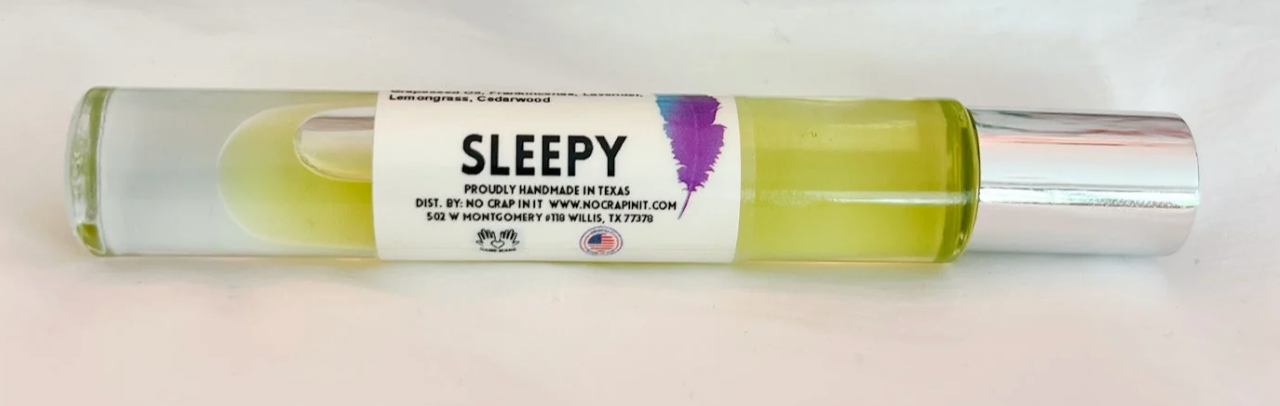 Grapeseed Oil, Frankincense, Lavender,
Lemongrass, Cedarwood
SLEEPY
PROUDLY HANDMADE IN TEXAS
DIST. BY: NO CRAP IN IT WWW.NOCRAPINIT.COM
502 W MONTGOMERY #118 WILLIS, TX 77378